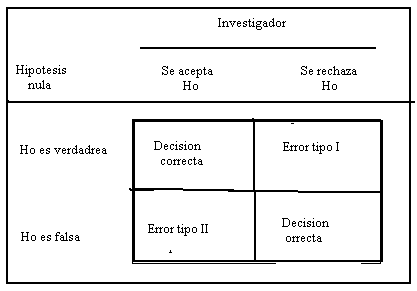 Investigador
Hipotesis
nula
Se acepta
Ho
Se rechaza
Ho
Ho es verdadrea
Decision
correcta
Error tipo I
Ho es falsa
Error tipo II
Decision
orrecta